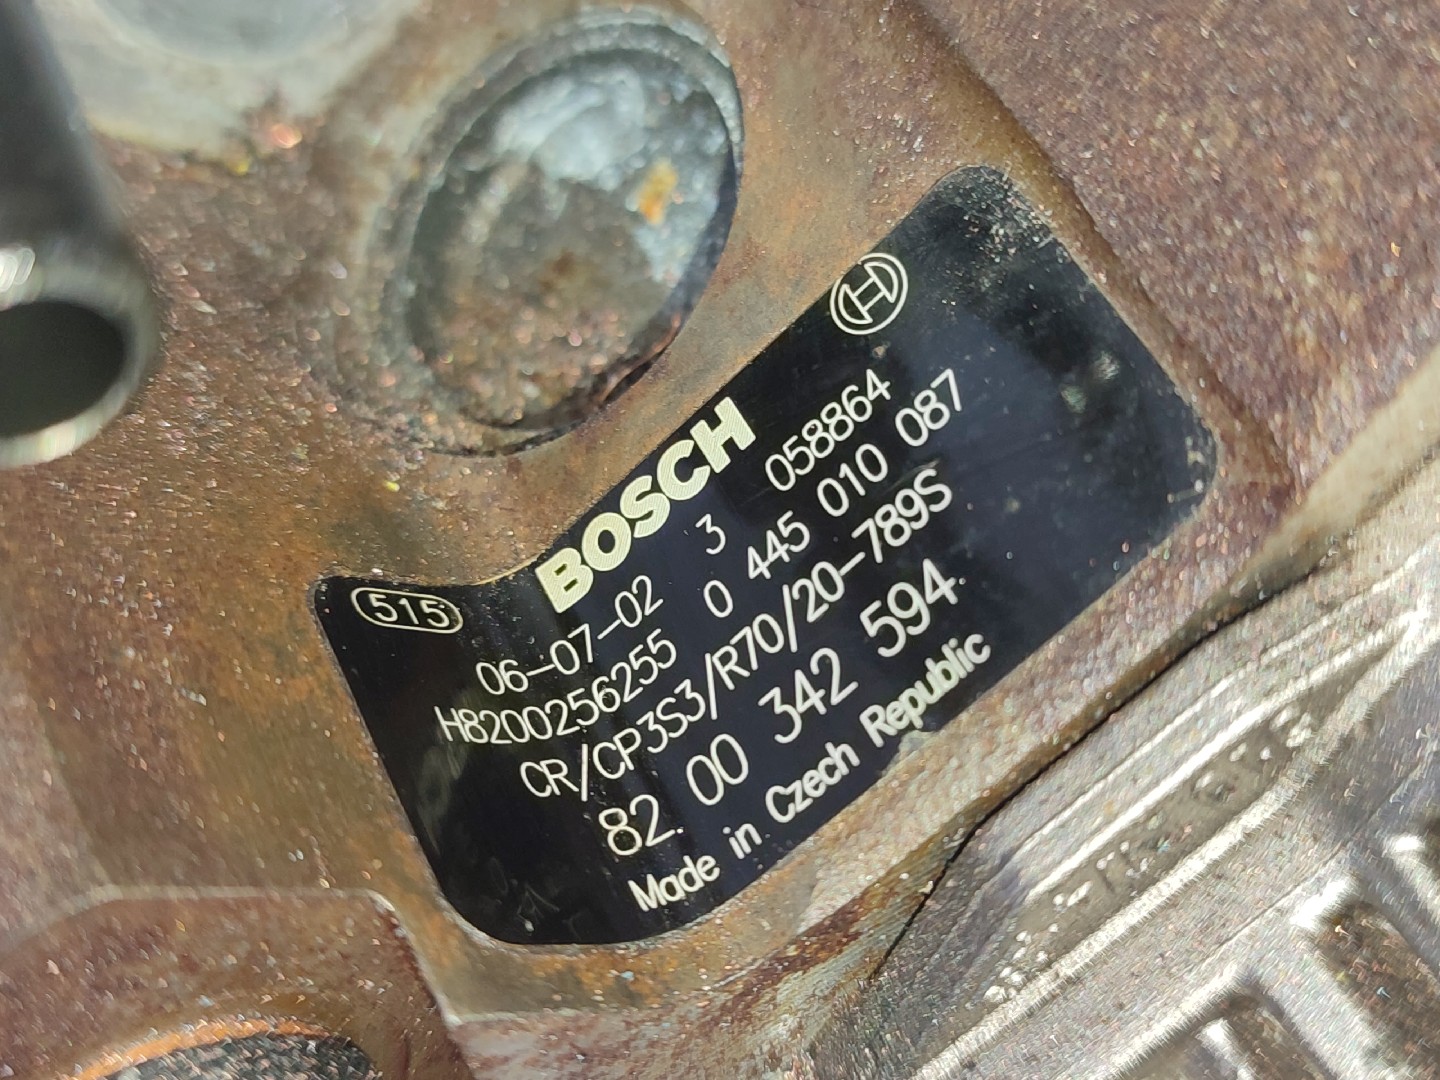 BOSCH
515
06-07-02 3 058864
H8200256255 0 445 010 087
CR/CP3S3/R70/20-789S
82. 00 342 594.
Made in Czech Republic